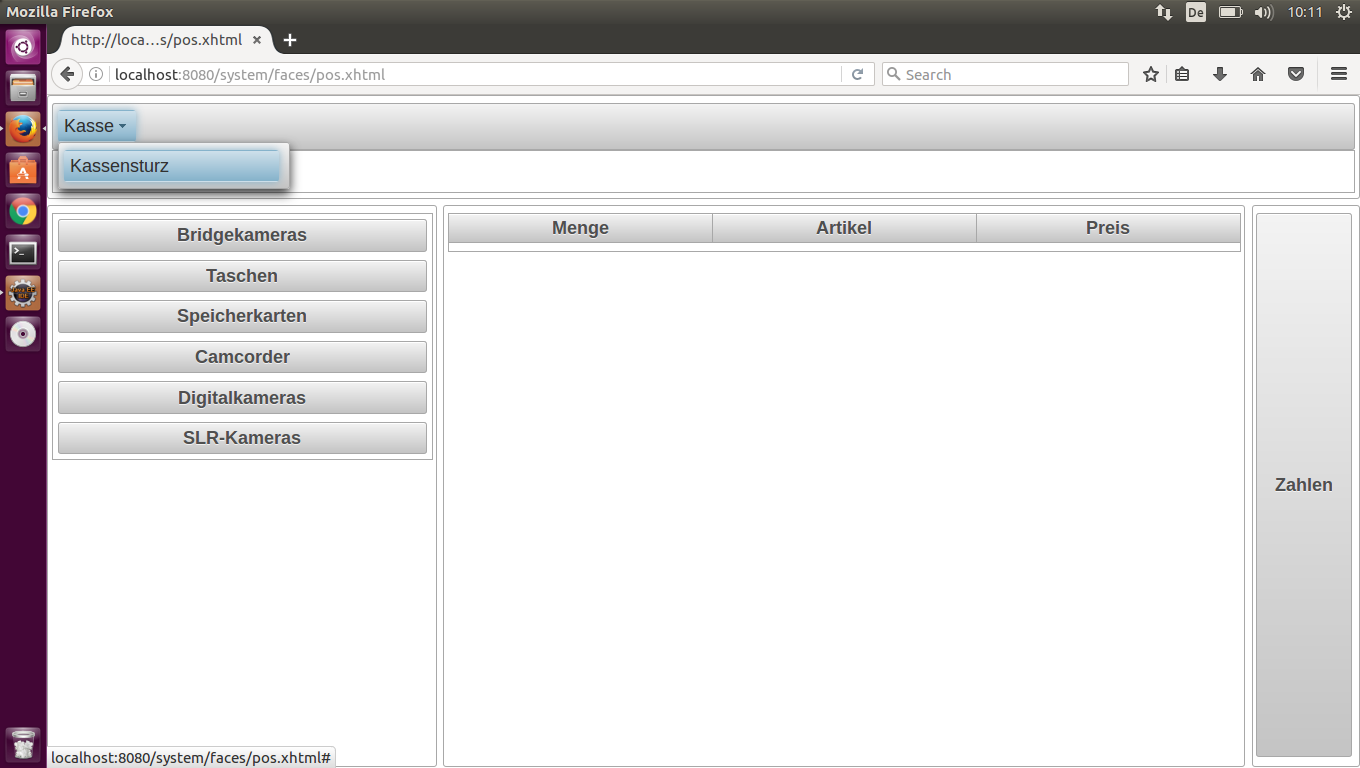 Mozilla Firefox
De
10:11
http://loca...s/pos.xhtml
localhost:8080/system/faces/pos.xhtml
Search
Kasse
Kassensturz
Bridgekameras
Taschen
Speicherkarten
Camcorder
Digitalkameras
SLR-Kameras
Menge Artikel Preis
Zahlen
localhost:8080/system/faces/pos.xhtml#